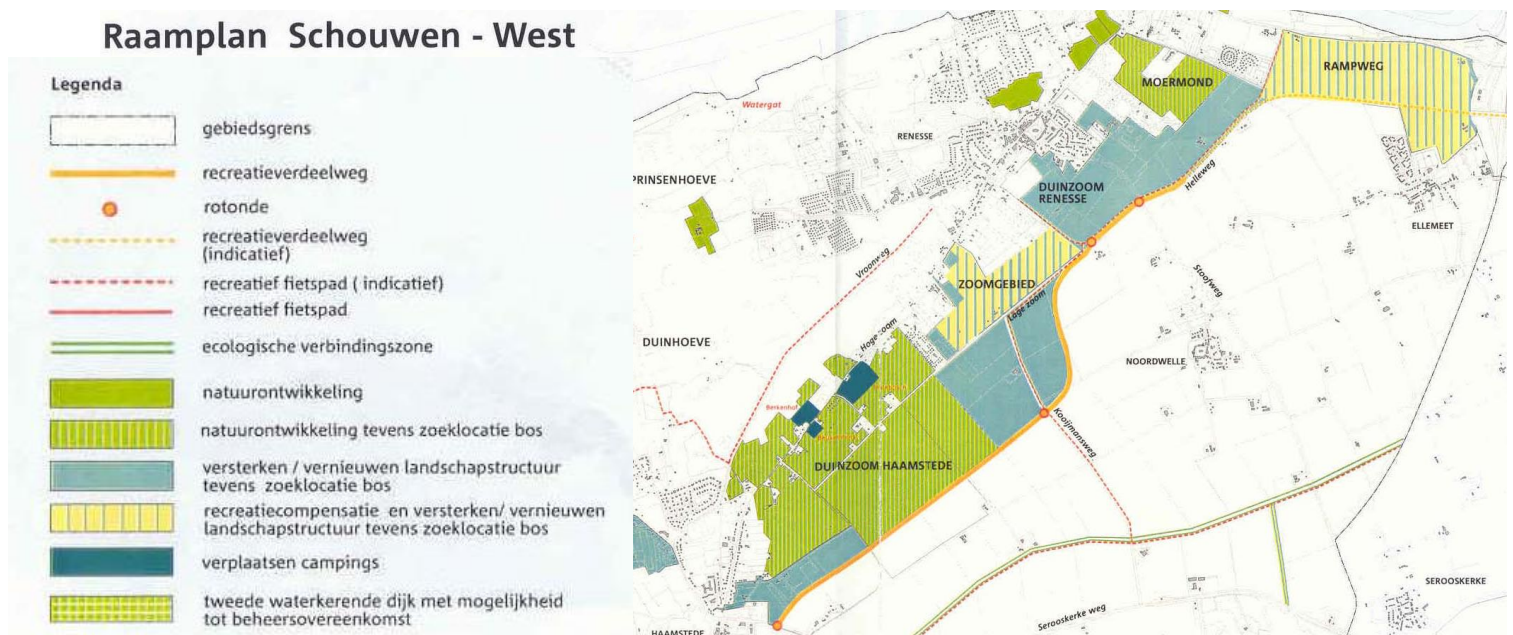 Raamplan Schouwen - West
Legenda
gebiedsgrens
recreatieverdeelweg
rotonde
recreatieverdeelweg
(indicatief)
recreatief fietspad ( indicatief)
recreatief fietspad
ecologische verbindingszone
natuurontwikkeling
natuurontwikkeling tevens zoeklocatie bos
versterken / vernieuwen landschapstructuur
tevens zoeklocatie bos
recreatiecompensatie en versterken/ vernieuwen
landschapstructuur tevens zoeklocatie bos
verplaatsen campings
tweede waterkerende dijk met mogelijkheid
tot beheersovereenkomst
RAMPWEG
MOERMOND
Watergat
RENESSE
PRINSENHOEVE
Helleweg
DUINZOOM
RENESSE
ELLEMEET
Vroonweg
Stoofweg
ZOOMGEBIED
Lage zoom
Hoge zoom
DUINHOEVE
NOORDWELLE
Berkenhof
Kooijmansweg
DUINZOOM HAAMSTEDE
SEROOSKERKE
Serooskerke weg
HAAMSTEDE